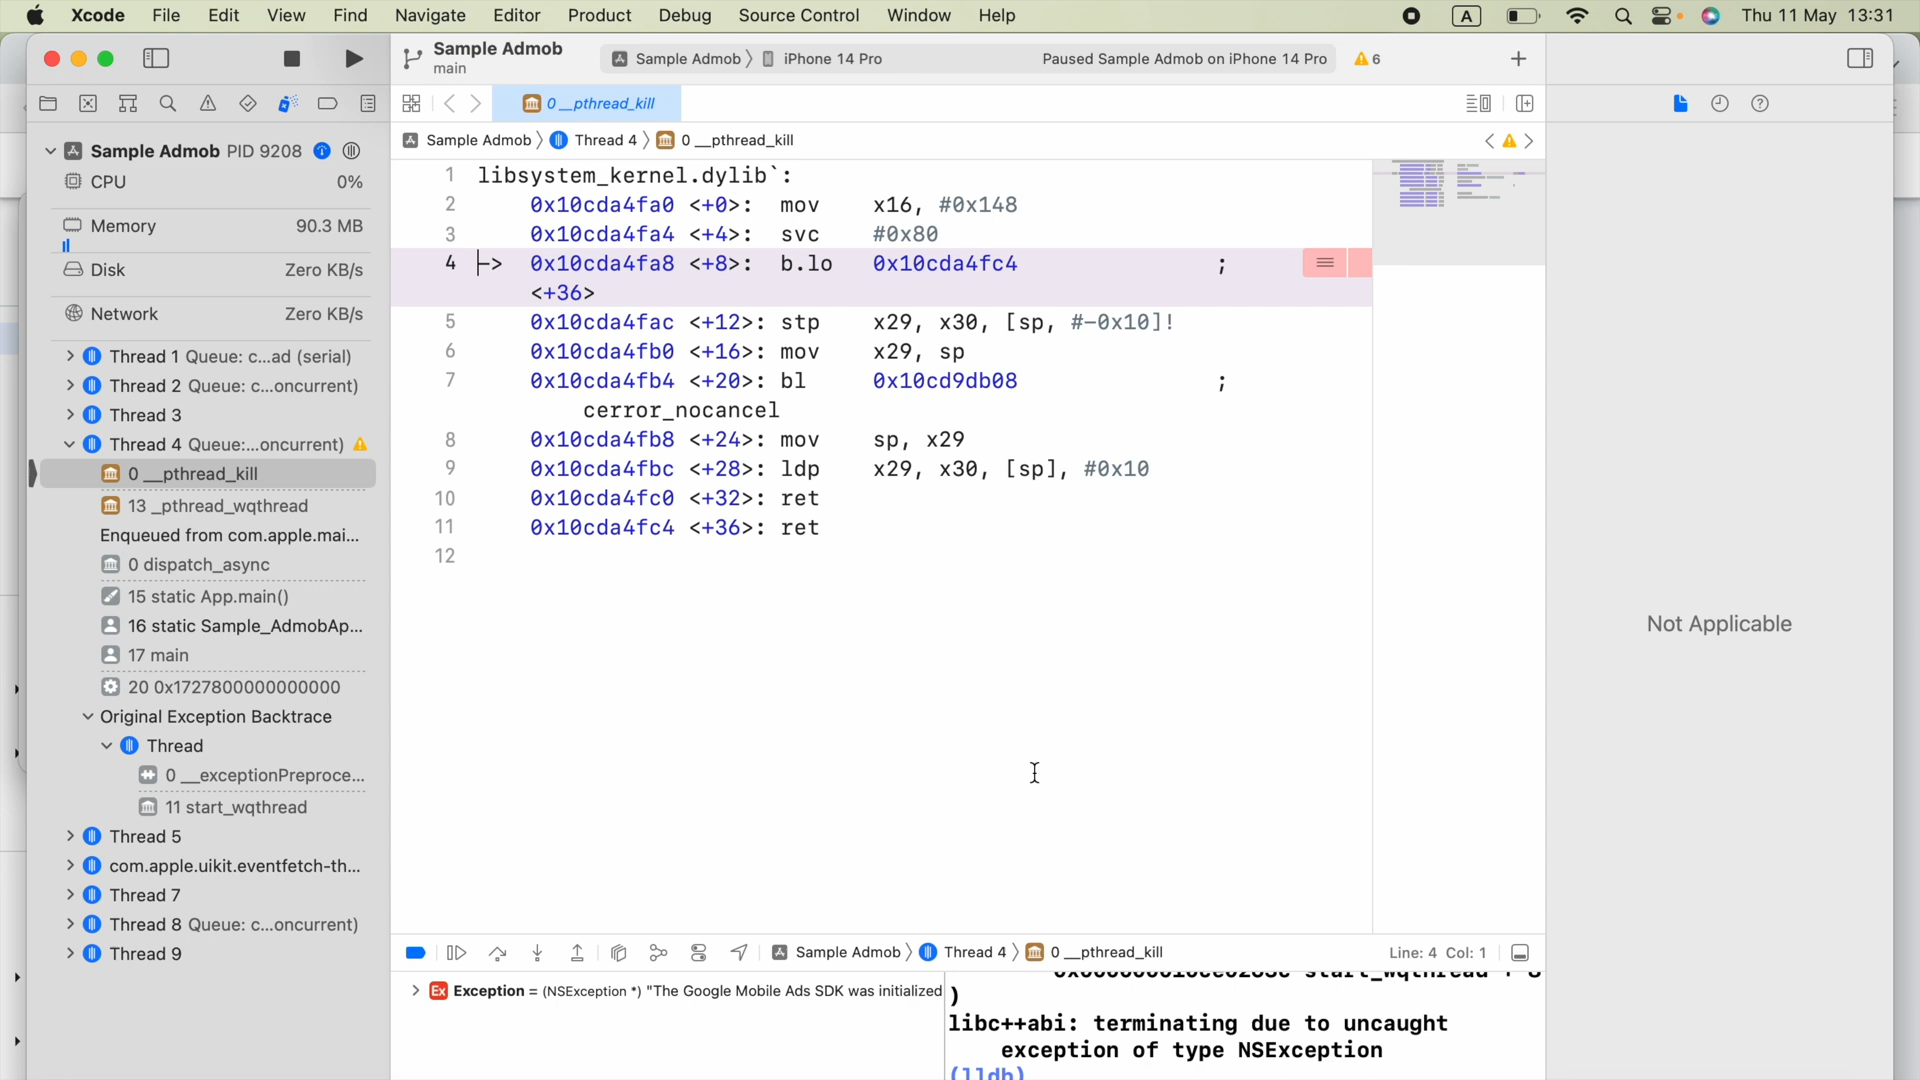 Xcode File Edit View Find Navigate Editor Product Debug Source Control Window Help A Thu 11 May 13:31
Sample Admob
main
Sample Admob iPhone 14 Pro Paused Sample Admob on iPhone 14 Pro 6
0 __pthread_kill
Sample Admob Thread 4 0 __pthread_kill
Sample Admob PID 9208
CPU 0%
Memory 90.3 MB
Disk Zero KB/s
Network Zero KB/s
Thread 1 Queue: c...ad (serial)
Thread 2 Queue: c...oncurrent)
Thread 3
Thread 4 Queue:...oncurrent)
0 __pthread_kill
13 _pthread_wqthread
Enqueued from com.apple.mai...
0 dispatch_async
15 static App.main()
16 static Sample_AdmobAp...
17 main
20 0x1727800000000000
Original Exception Backtrace
Thread
0 __exceptionPreproce...
11 start_wqthread
Thread 5
com.apple.uikit.eventfetch-th...
Thread 7
Thread 8 Queue: c...oncurrent)
Thread 9
1 libsystem_kernel.dylib`:
2 0x10cda4fa0 <+0>: mov x16, #0x148
3 0x10cda4fa4 <+4>: svc #0x80
4 -> 0x10cda4fa8 <+8>: b.lo 0x10cda4fc4 ;
<+36>
5 0x10cda4fac <+12>: stp x29, x30, [sp, #-0x10]!
6 0x10cda4fb0 <+16>: mov x29, sp
7 0x10cda4fb4 <+20>: bl 0x10cd9db08 ;
cerror_nocancel
8 0x10cda4fb8 <+24>: mov sp, x29
9 0x10cda4fbc <+28>: ldp x29, x30, [sp], #0x10
10 0x10cda4fc0 <+32>: ret
11 0x10cda4fc4 <+36>: ret
12
Not Applicable
Sample Admob Thread 4 0 __pthread_kill Line: 4 Col: 1
Ex Exception = (NSException *) "The Google Mobile Ads SDK was initialized
start_wqthread + 8
)
libc++abi: terminating due to uncaught
exception of type NSException
(lldb)